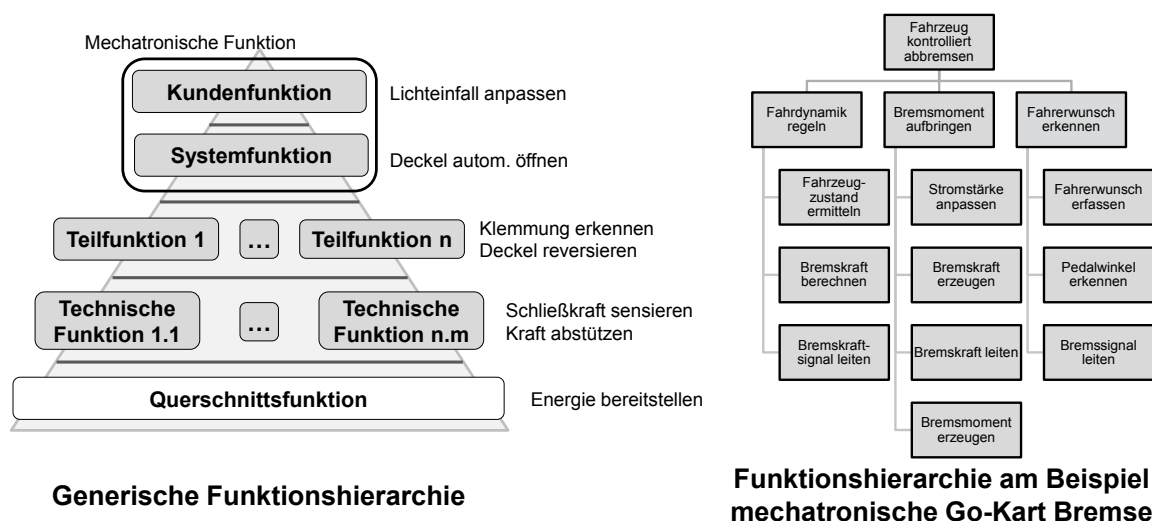 Mechatronische Funktion
Kundenfunktion
Lichteinfall anpassen
Systemfunktion
Deckel autom. öffnen
Teilfunktion 1
...
Teilfunktion n
Klemmung erkennen
Deckel reversieren
Technische
Funktion 1.1
...
Technische
Funktion n.m
Schließkraft sensieren
Kraft abstützen
Querschnittsfunktion
Energie bereitstellen
Generische Funktionshierarchie
Fahrzeug
kontrolliert
abbremsen
Fahrdynamik
regeln
Bremsmoment
aufbringen
Fahrerwunsch
erkennen
Fahrzeug-
zustand
ermitteln
Stromstärke
anpassen
Fahrerwunsch
erfassen
Bremskraft
berechnen
Bremskraft
erzeugen
Pedalwinkel
erkennen
Bremskraft-
signal leiten
Bremskraft leiten
Bremssignal
leiten
Bremsmoment
erzeugen
Funktionshierarchie am Beispiel
mechatronische Go-Kart Bremse